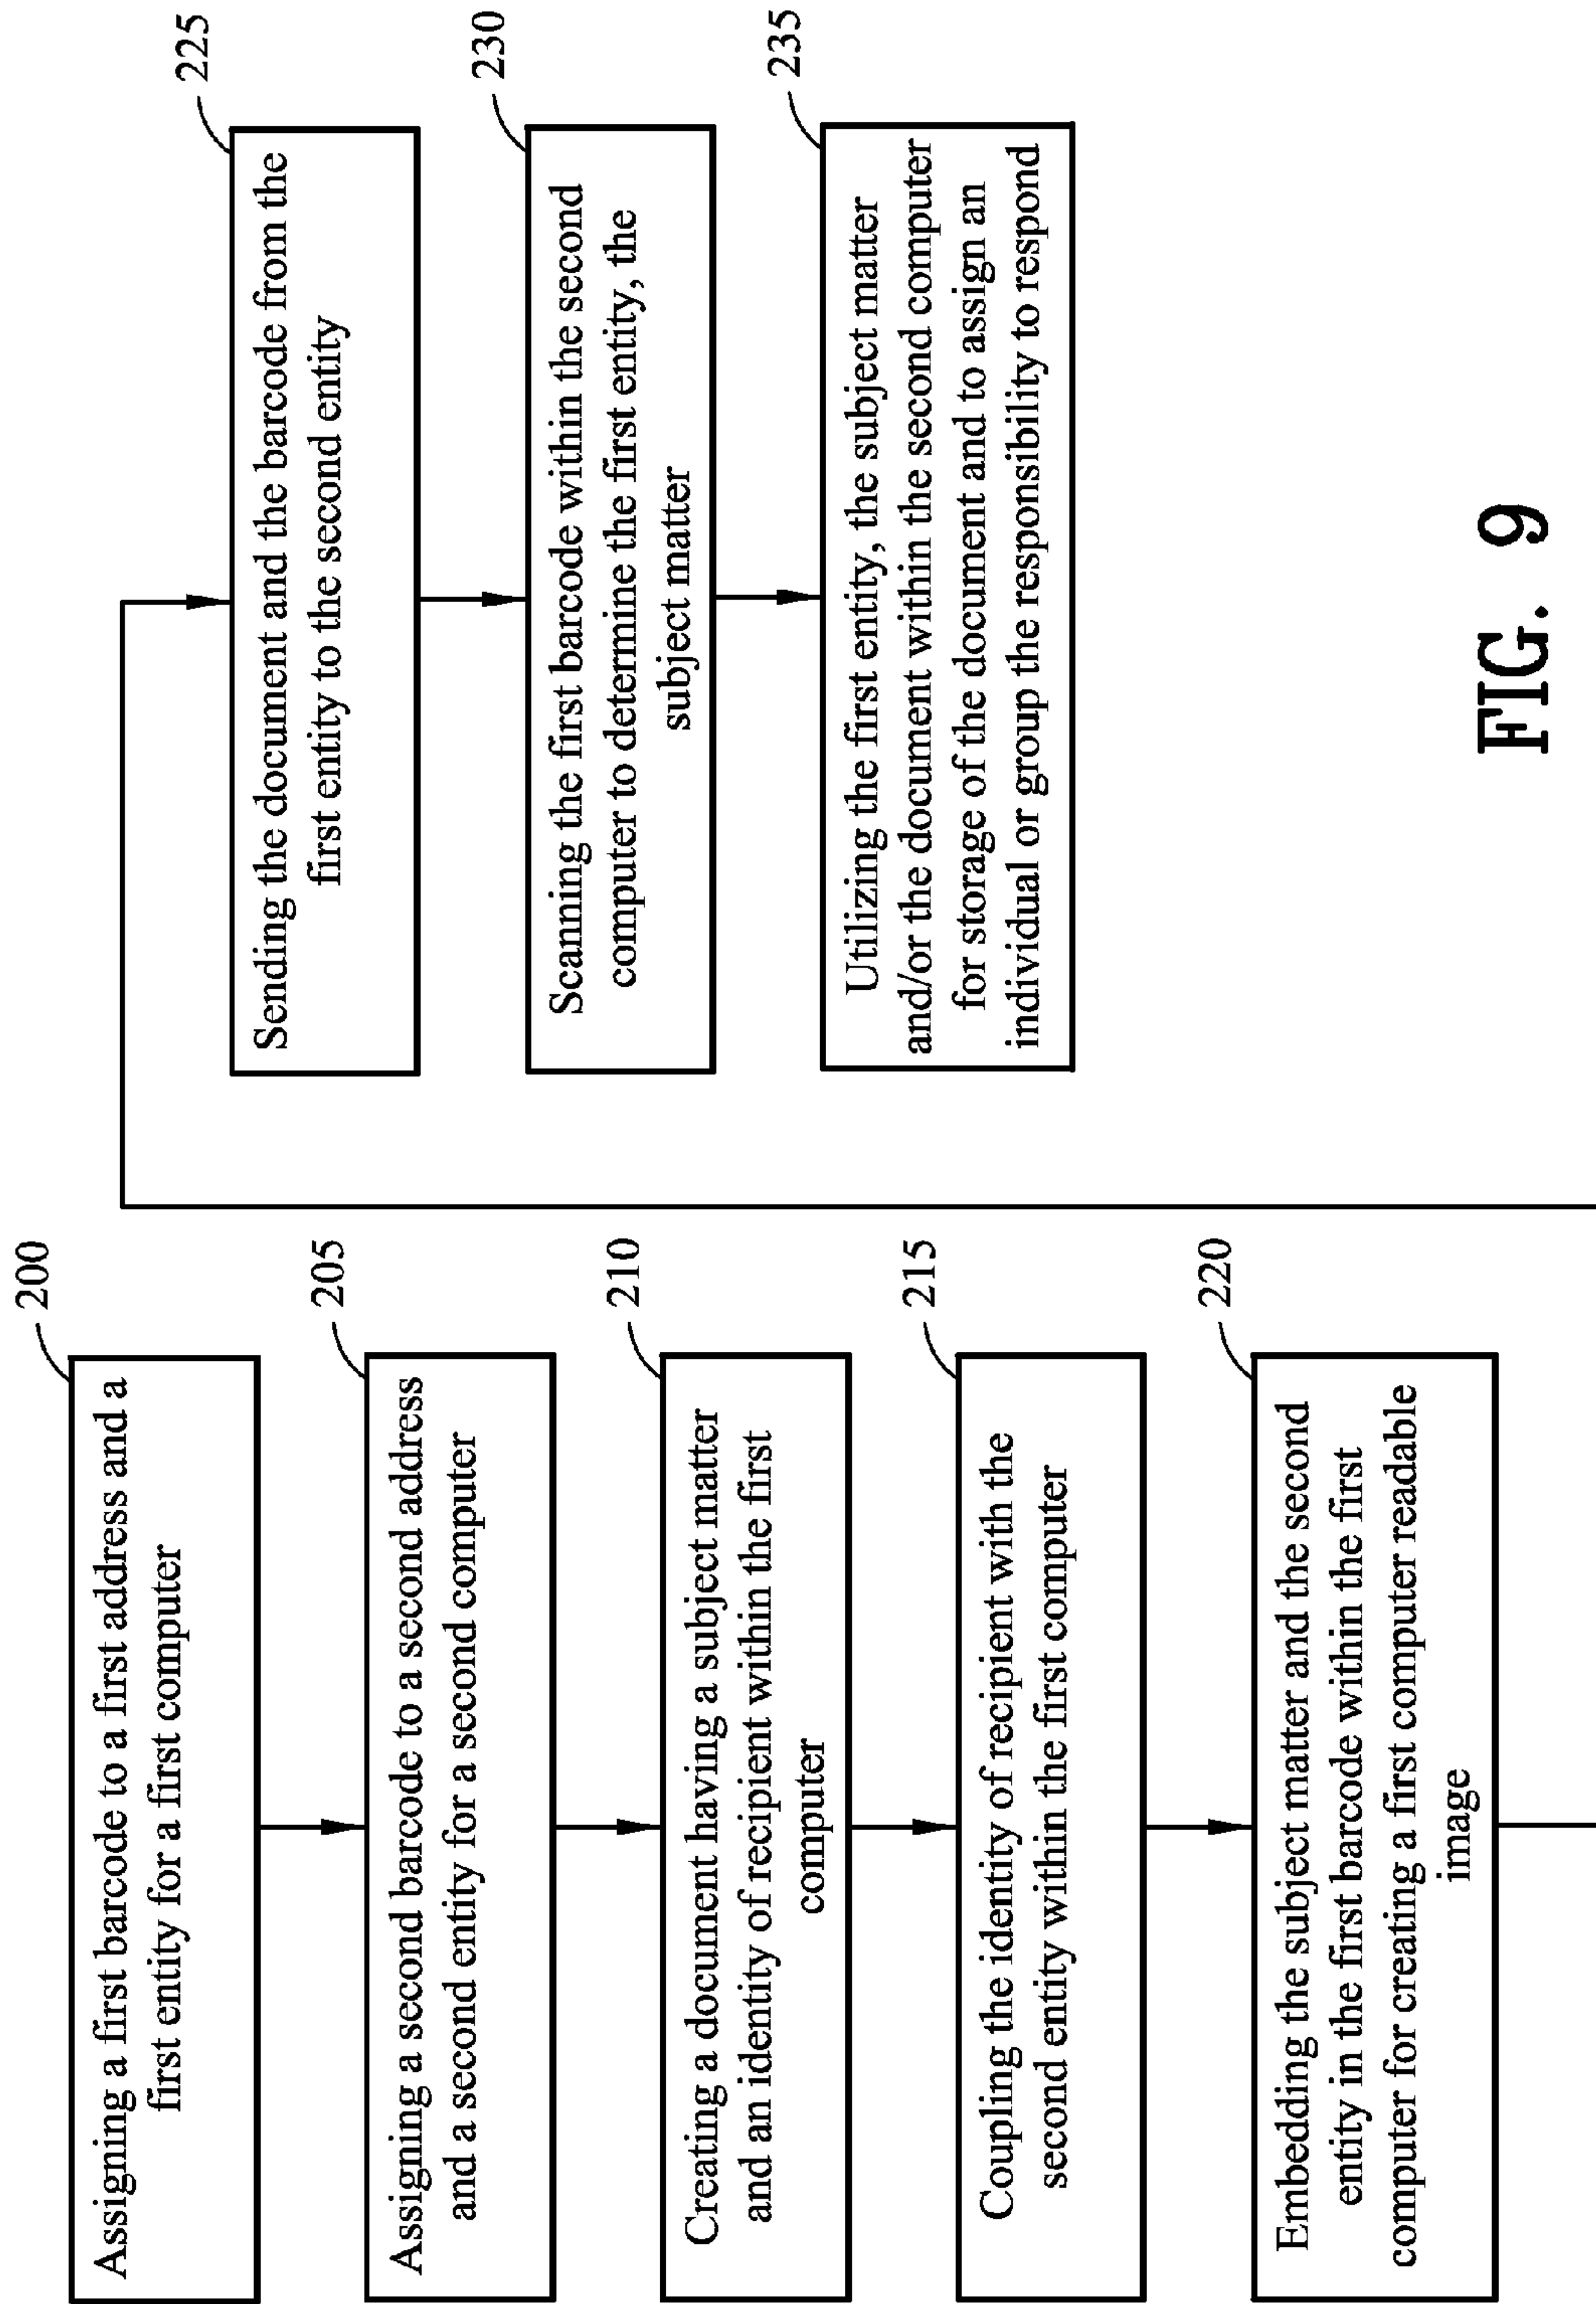 200
Assigning a first barcode to a first address and a
first entity for a first computer
205
Assigning a second barcode to a second address
and a second entity for a second computer
210
Creating a document having a subject matter
and an identity of recipient within the first
computer
215
Coupling the identity of recipient with the
second entity within the first computer
220
Embedding the subject matter and the second
entity in the first barcode within the first
computer for creating a first computer readable
image
225
Sending the document and the barcode from the
first entity to the second entity
230
Scanning the first barcode within the second
computer to determine the first entity, the
subject matter
235
Utilizing the first entity, the subject matter
and/or the document within the second computer
for storage of the document and to assign an
individual or group the responsibility to respond
FIG. 9